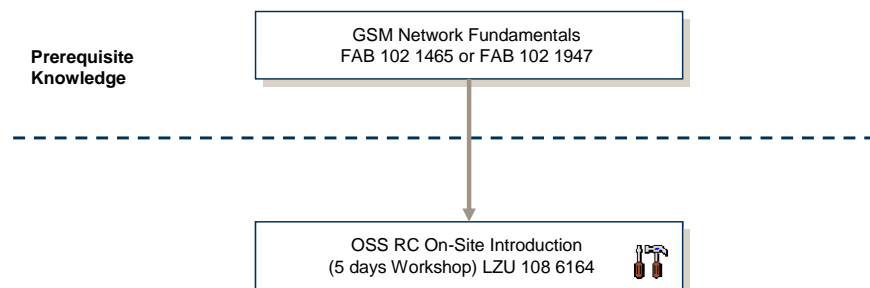 GSM Network Fundamentals
FAB 102 1465 or FAB 102 1947
Prerequisite
Knowledge
OSS RC On-Site Introduction
(5 days Workshop) LZU 108 6164